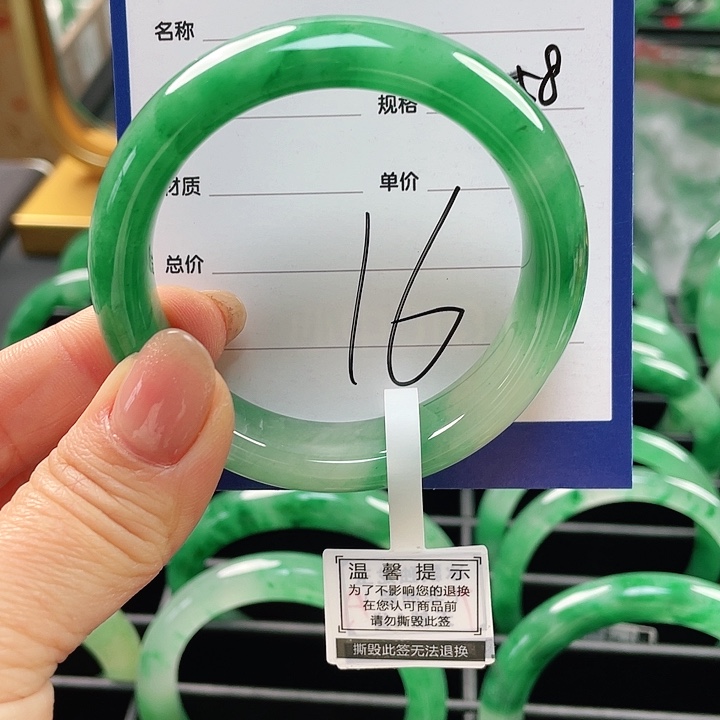 名称
规格 58
材质 单价
总价
16
温馨提示
为了不影响您的退换
在您认可商品前
请勿撕毁此签
撕毁此签无法退换